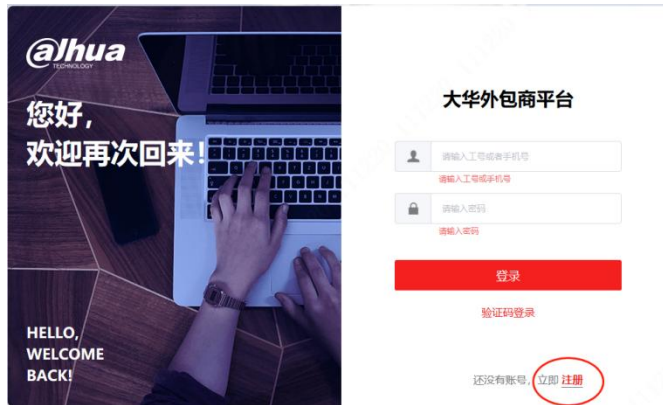 alhua
TECHNOLOGY
您好，
欢迎再次回来！
HELLO,
WELCOME
BACK!
大华外包商平台
请输入工号或者手机号
请输入工号或手机号
请输入密码
请输入密码
登录
验证码登录
还没有账号，立即 注册